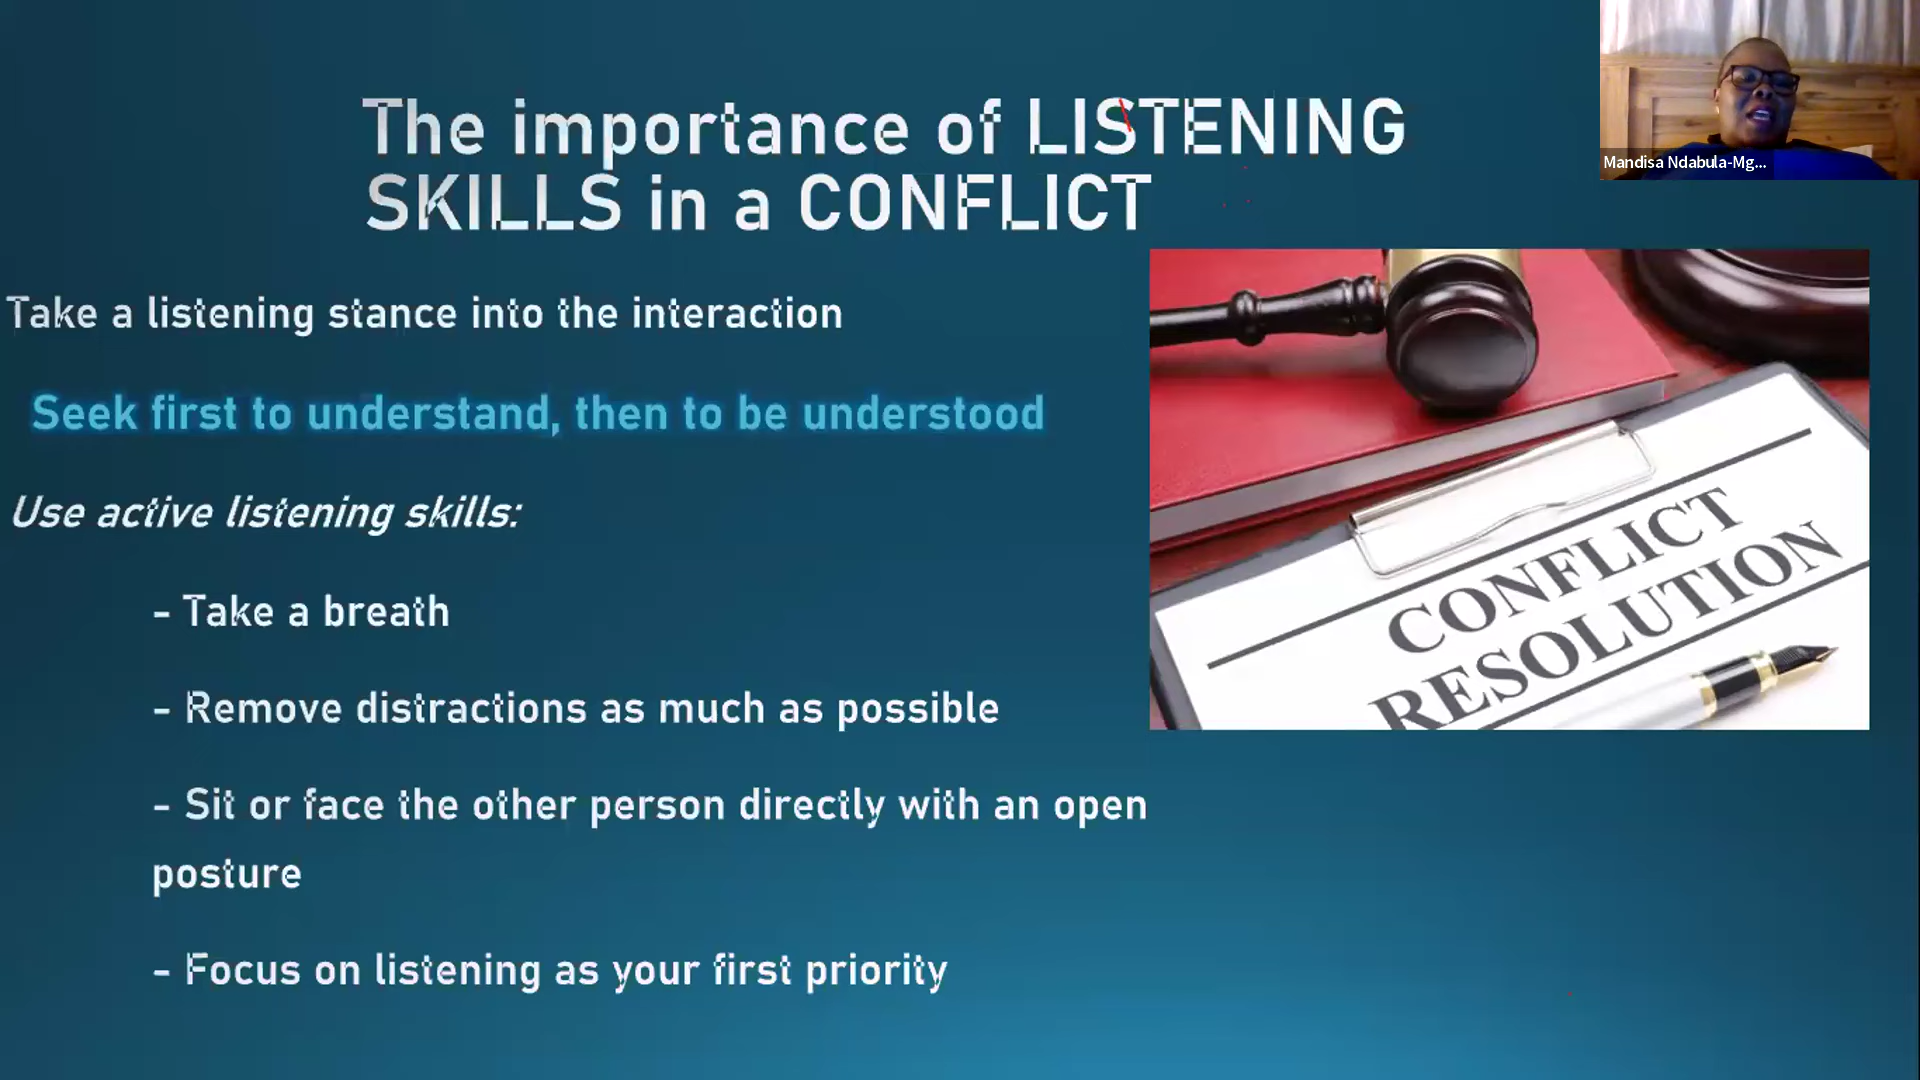 The importance of LISTENING
SKILLS in a CONFLICT
Mandisa Ndabula-Mg...
Take a listening stance into the interaction
Seek first to understand, then to be understood
Use active listening skills:
- Take a breath
- Remove distractions as much as possible
- Sit or face the other person directly with an open
posture
- Focus on listening as your first priority
CONFLICT
RESOLUTION